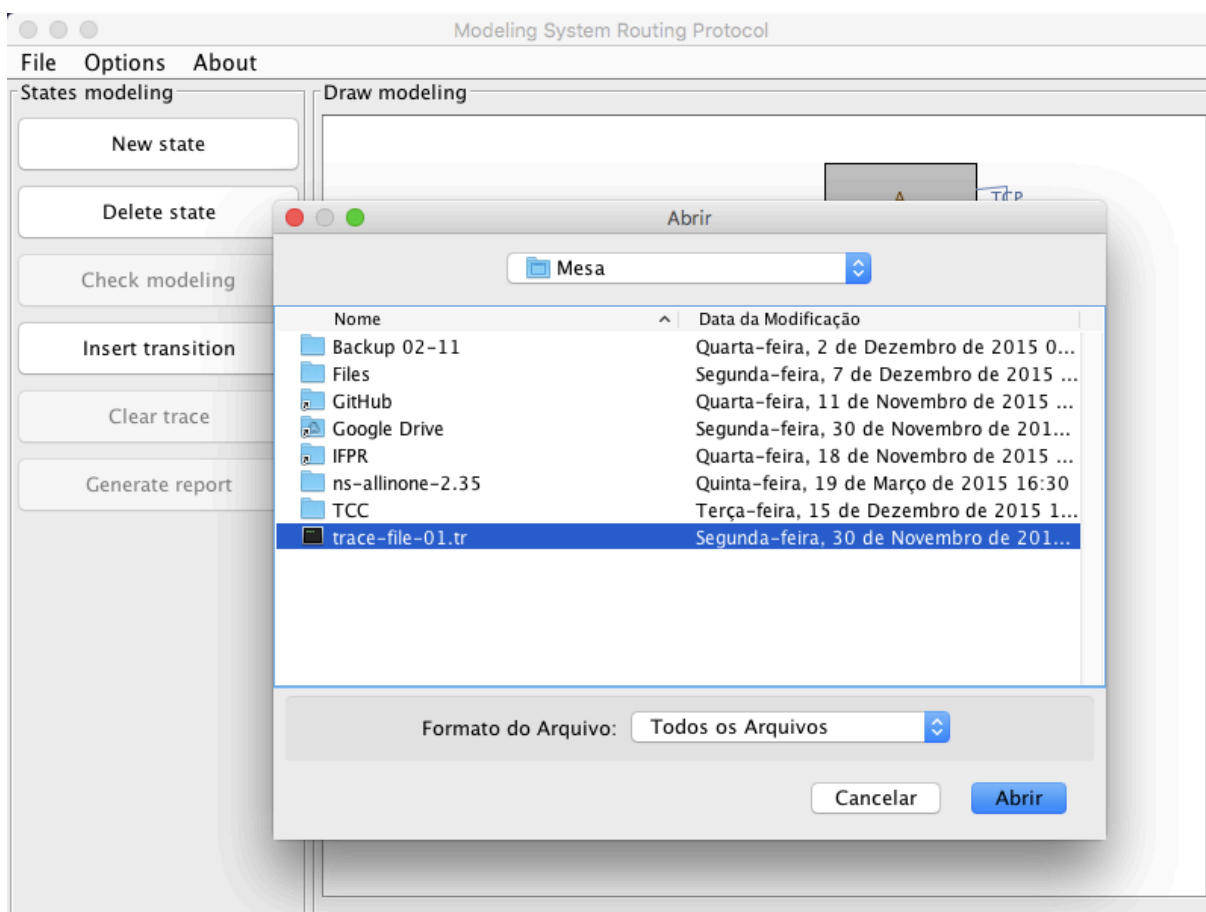 Modeling System Routing Protocol
File Options About
States modeling
Draw modeling
New state
Delete state
Check modeling
Insert transition
Clear trace
Generate report
A
TCP
Abrir
Mesa
Nome Data da Modificação
Backup 02-11 Quarta-feira, 2 de Dezembro de 2015 0...
Files Segunda-feira, 7 de Dezembro de 2015 ...
GitHub Quarta-feira, 11 de Novembro de 2015 ...
Google Drive Segunda-feira, 30 de Novembro de 201...
IFPR Quarta-feira, 18 de Novembro de 2015 ...
ns-allinone-2.35 Quinta-feira, 19 de Março de 2015 16:30
TCC Terça-feira, 15 de Dezembro de 2015 1...
trace-file-01.tr Segunda-feira, 30 de Novembro de 201...
Formato do Arquivo: Todos os Arquivos
Cancelar Abrir